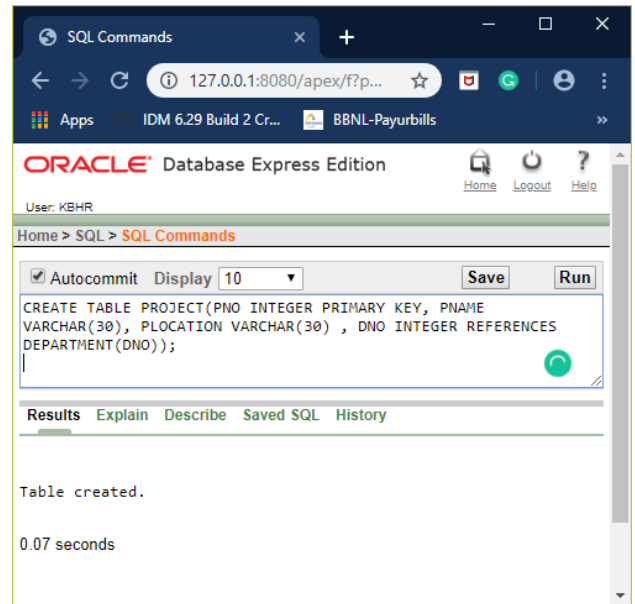 SQL Commands
127.0.0.1:8080/apex/f?p...
Apps IDM 6.29 Build 2 Cr... BBNL-Payurbills »
ORACLE Database Express Edition
Home Logout Help
User: KBHR
Home > SQL > SQL Commands
Autocommit Display 10 Save Run
CREATE TABLE PROJECT(PNO INTEGER PRIMARY KEY, PNAME
VARCHAR(30), PLOCATION VARCHAR(30) , DNO INTEGER REFERENCES
DEPARTMENT(DNO));
Results Explain Describe Saved SQL History
Table created.
0.07 seconds